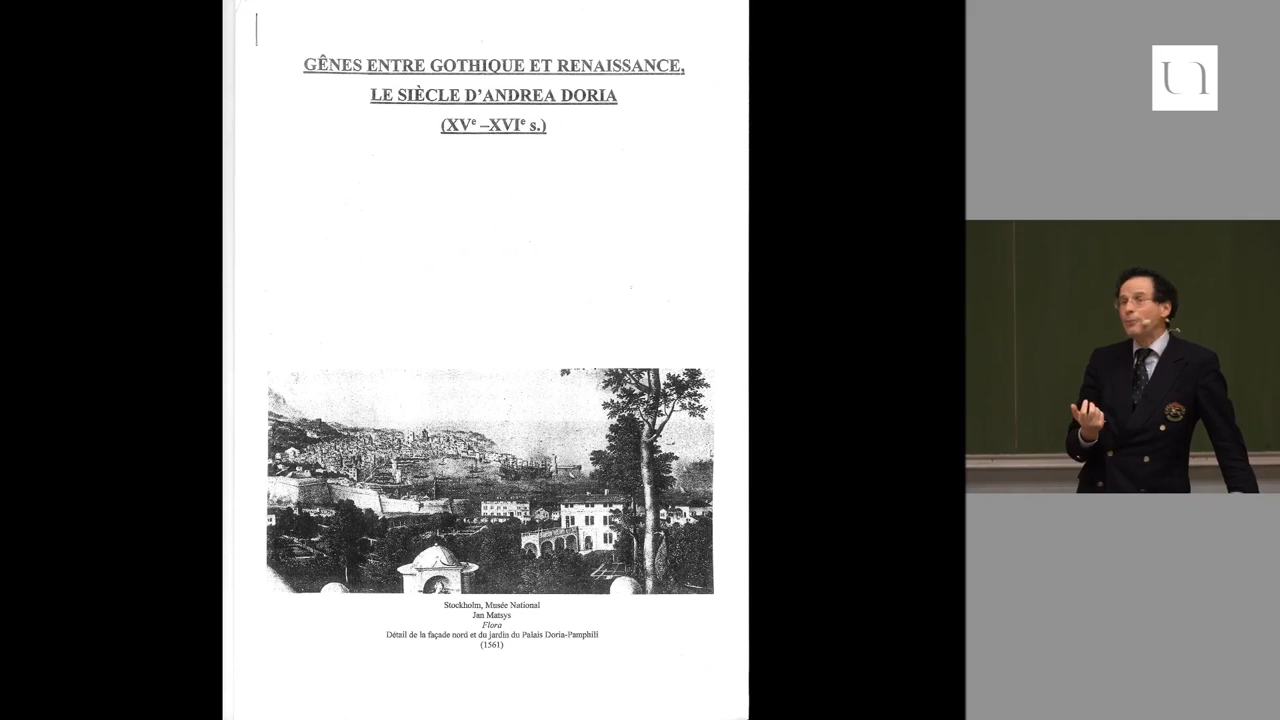 GÊNES ENTRE GOTHIQUE ET RENAISSANCE,
LE SIÈCLE D'ANDREA DORIA
(XVe –XVIe s.)
Stockholm, Musée National
Jan Matsys
Flora
Détail de la façade nord et du jardin du Palais Doria-Pamphili
(1561)